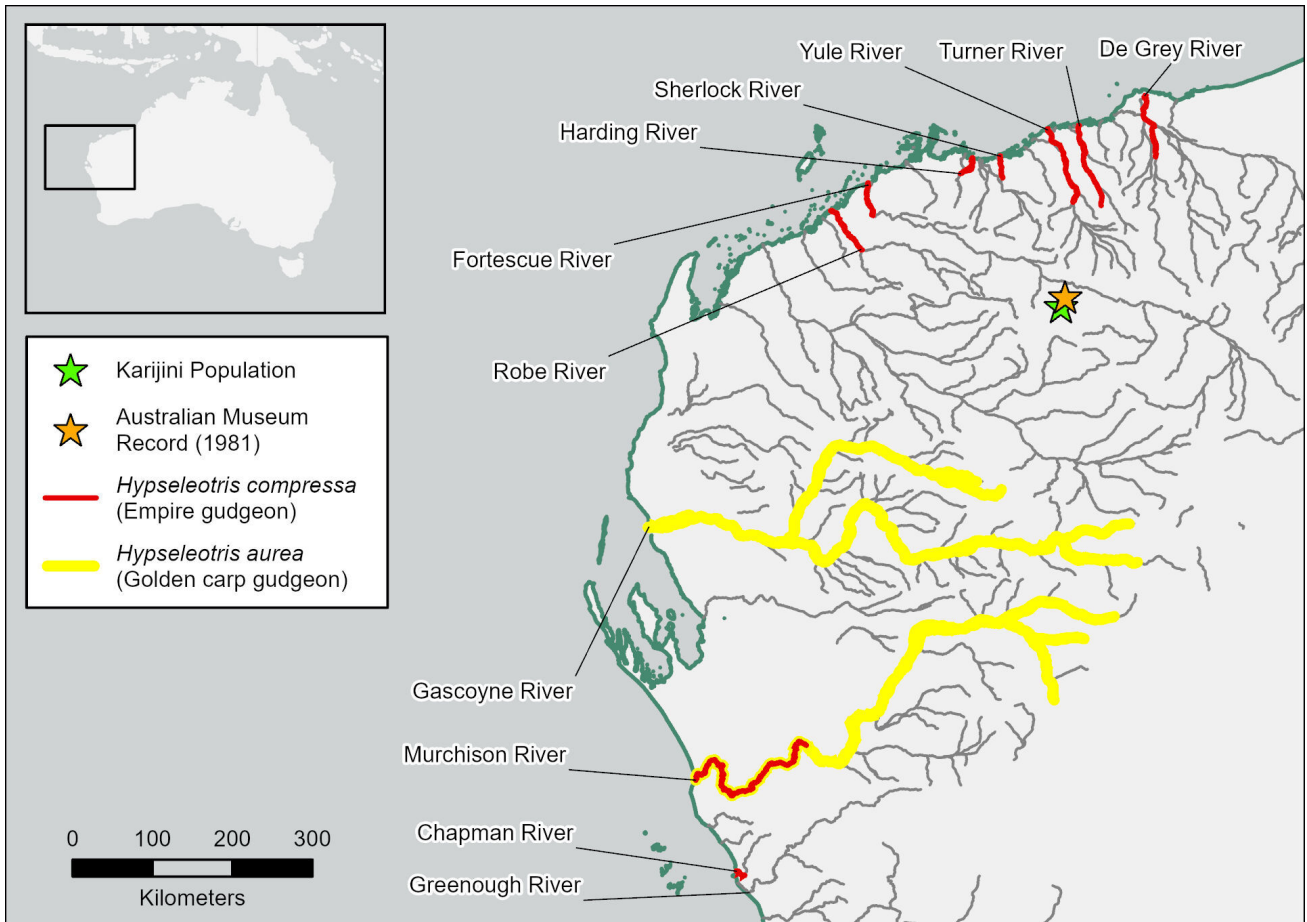 Yule River
Turner River
De Grey River
Sherlock River
Harding River
Fortescue River
Robe River
Karijini Population
Australian Museum
Record (1981)
Hypseleotris compressa
(Empire gudgeon)
Hypseleotris aurea
(Golden carp gudgeon)
Gascoyne River
Murchison River
Chapman River
Greenough River
0 100 200 300
Kilometers